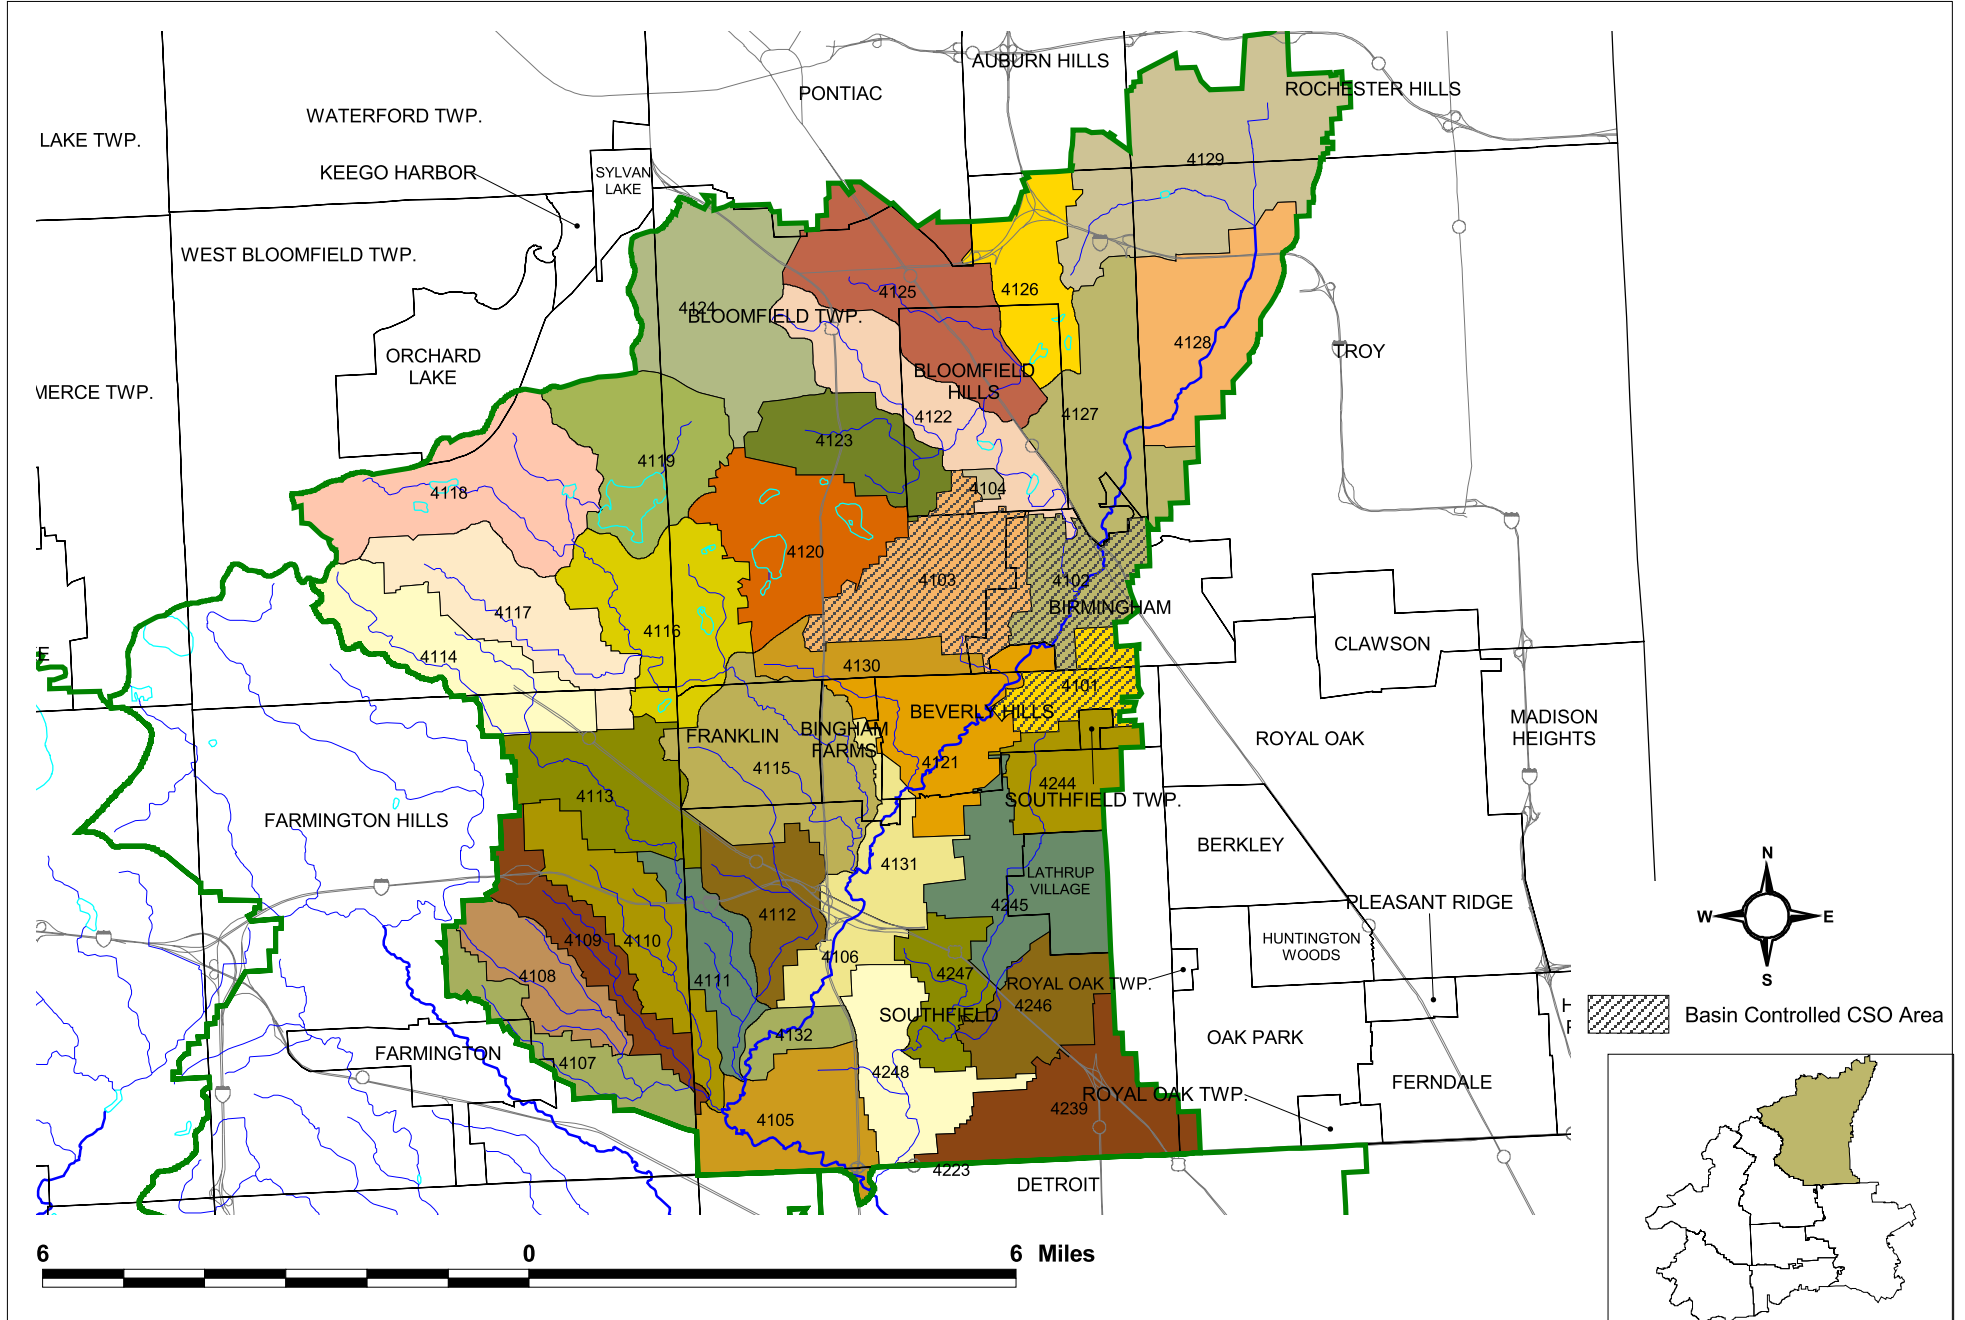 AUBURN HILLS
PONTIAC
ROCHESTER HILLS
WATERFORD TWP.
LAKE TWP.
KEEGO HARBOR
SYLVAN
LAKE
4129
WEST BLOOMFIELD TWP.
4125
4126
4124
BLOOMFIELD TWP.
4128
TROY
ORCHARD
LAKE
BLOOMFIELD
HILLS
MERCE TWP.
4122
4127
4123
4119
4118
4104
4120
4103
4102
BIRMINGHAM
4117
4116
CLAWSON
E
4114
4130
4101
BEVERLY HILLS
MADISON
HEIGHTS
FRANKLIN
BINGHAM
FARMS
ROYAL OAK
4115
4121
4244
4113
SOUTHFIELD TWP.
FARMINGTON HILLS
BERKLEY
4131
LATHRUP
VILLAGE
4245
PLEASANT RIDGE
4112
4109
4110
HUNTINGTON
WOODS
4106
4108
4111
4247
ROYAL OAK TWP.
4246
SOUTHFIELD
4132
OAK PARK
H
F
FARMINGTON
4107
4248
FERNDALE
ROYAL OAK TWP.
4239
4105
4223
DETROIT
N
W
E
S
Basin Controlled CSO Area
6
0
6 Miles